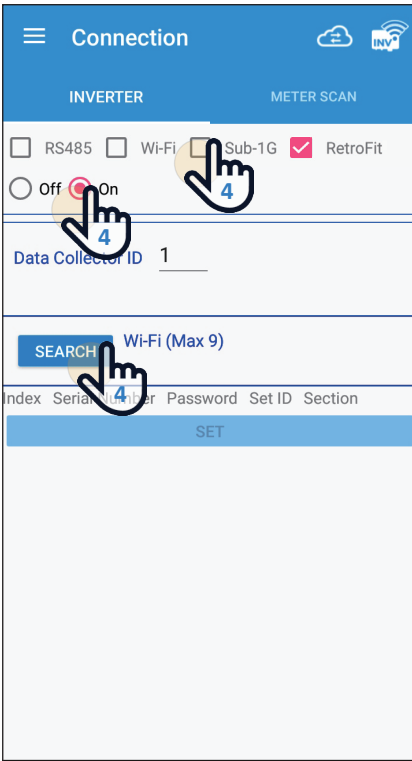 Connection
INV
INVERTER METER SCAN
RS485 Wi-Fi Sub-1G RetroFit
4
Off On
4
Data Collector ID 1
SEARCH Wi-Fi (Max 9)
4
Index Serial Number Password Set ID Section
SET